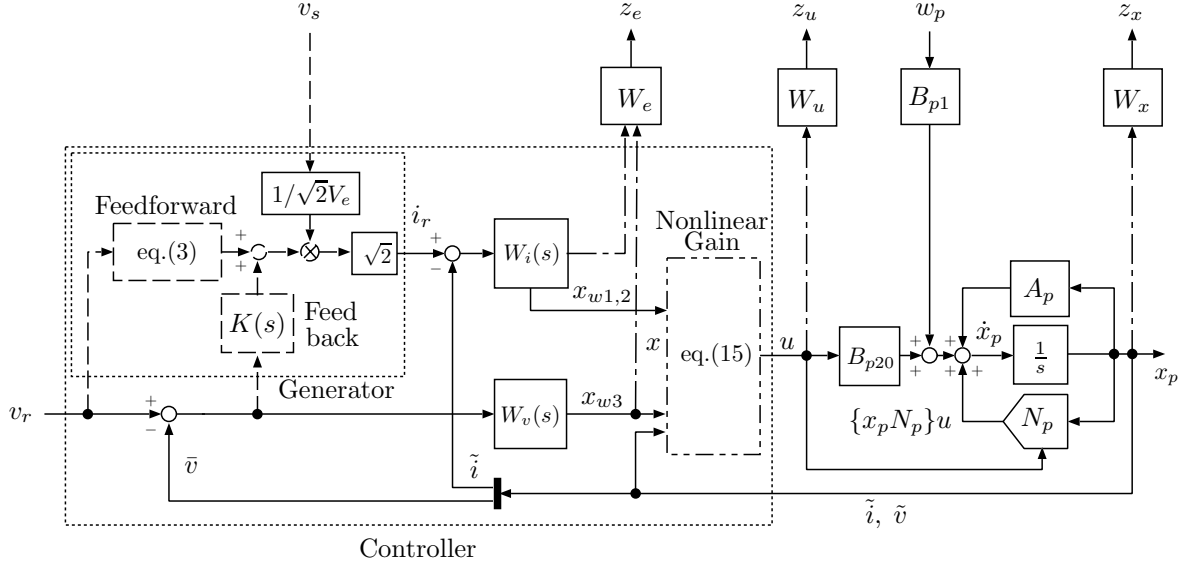 v_s
z_e
z_u
w_p
z_x
W_e
W_u
B_{p1}
W_x
1/√2V_e
Feedforward
eq.(3)
+
+
√2
i_r
+
−
W_i(s)
Nonlinear
Gain
K(s)
Feed
back
x_{w1,2}
x
eq.(15)
u
B_{p20}
+
+
+
+
+
ẋ_p
A_p
1/s
x_p
Generator
v_r
+
−
W_v(s)
x_{w3}
{x_pN_p}u
N_p
v̄
ĩ
ĩ, ṽ
Controller